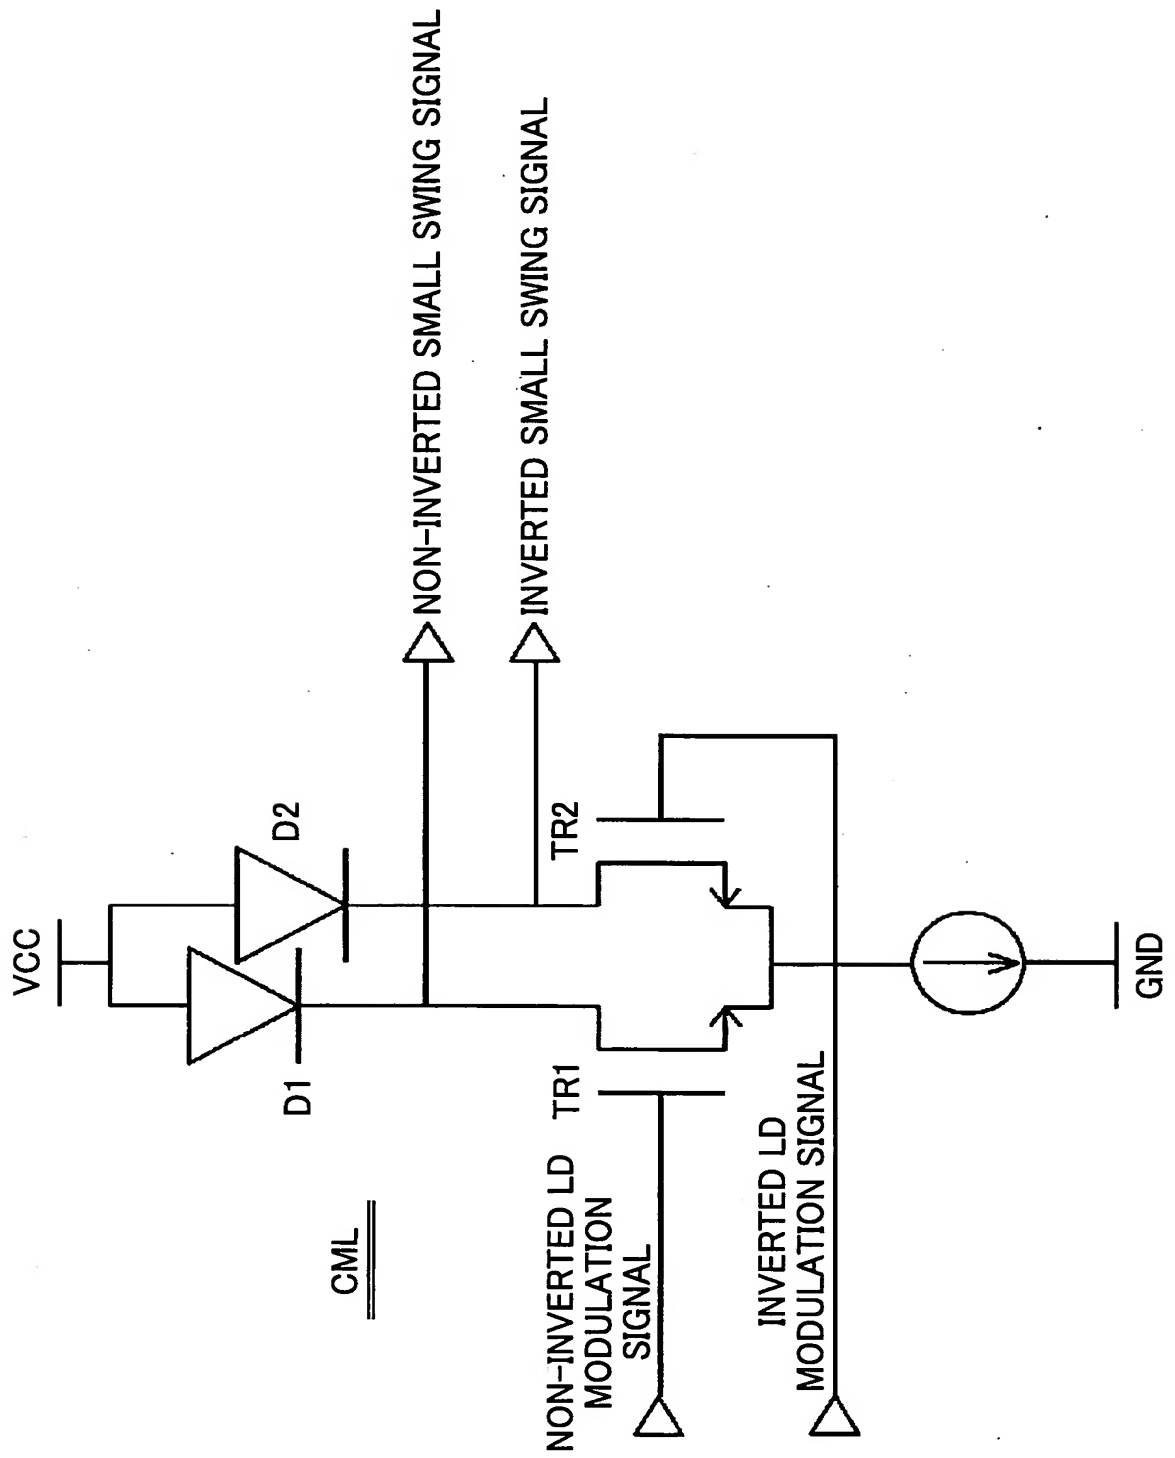 VCC
D1
D2
CML
NON-INVERTED SMALL SWING SIGNAL
INVERTED SMALL SWING SIGNAL
NON-INVERTED LD
MODULATION
SIGNAL
TR1
TR2
INVERTED LD
MODULATION SIGNAL
GND